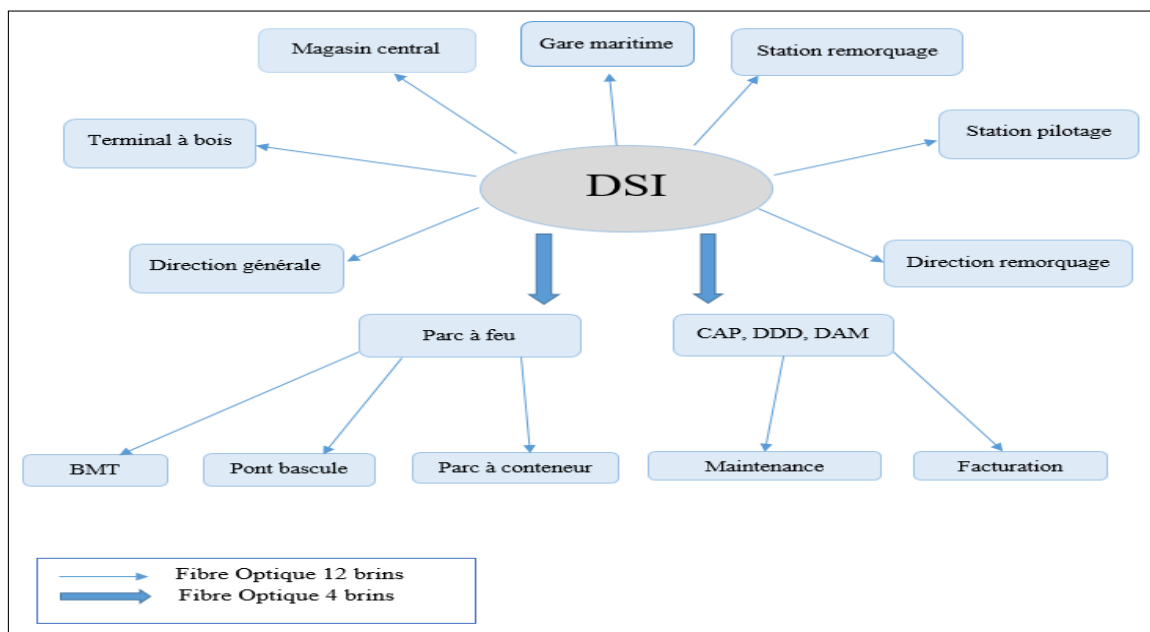 Magasin central
Gare maritime
Station remorquage
Terminal à bois
Station pilotage
DSI
Direction générale
Direction remorquage
Parc à feu
CAP, DDD, DAM
BMT
Pont bascule
Parc à conteneur
Maintenance
Facturation
Fibre Optique 12 brins
Fibre Optique 4 brins